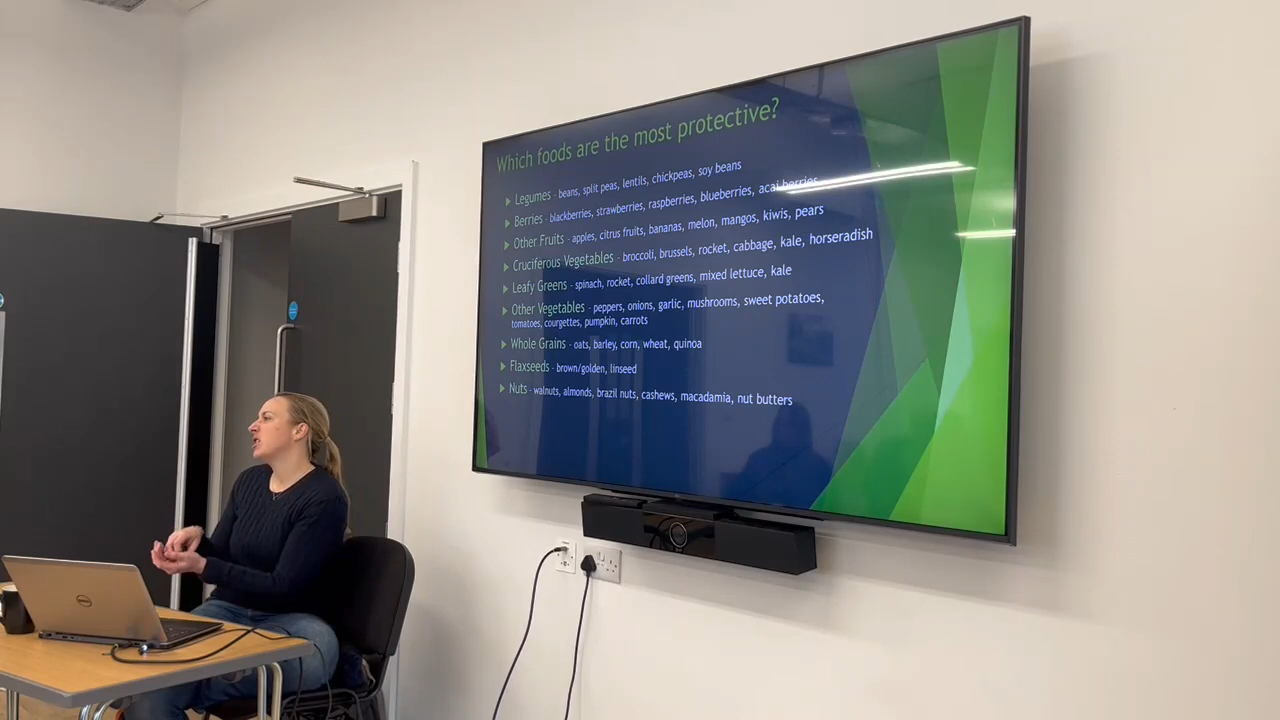 Which foods are the most protective?
Legumes - beans, split peas, lentils, chickpeas, soy beans
Berries - blackberries, strawberries, raspberries, blueberries, acai berries
Other Fruits - apples, citrus fruits, bananas, melon, mangos, kiwis, pears
Cruciferous Vegetables - broccoli, brussels, rocket, cabbage, kale, horseradish
Leafy Greens - spinach, rocket, collard greens, mixed lettuce, kale
Other Vegetables - peppers, onions, garlic, mushrooms, sweet potatoes,
tomatoes, courgettes, pumpkin, carrots
Whole Grains - oats, barley, corn, wheat, quinoa
Flaxseeds - brown/golden, linseed
Nuts - walnuts, almonds, brazil nuts, cashews, macadamia, nut butters
DELL